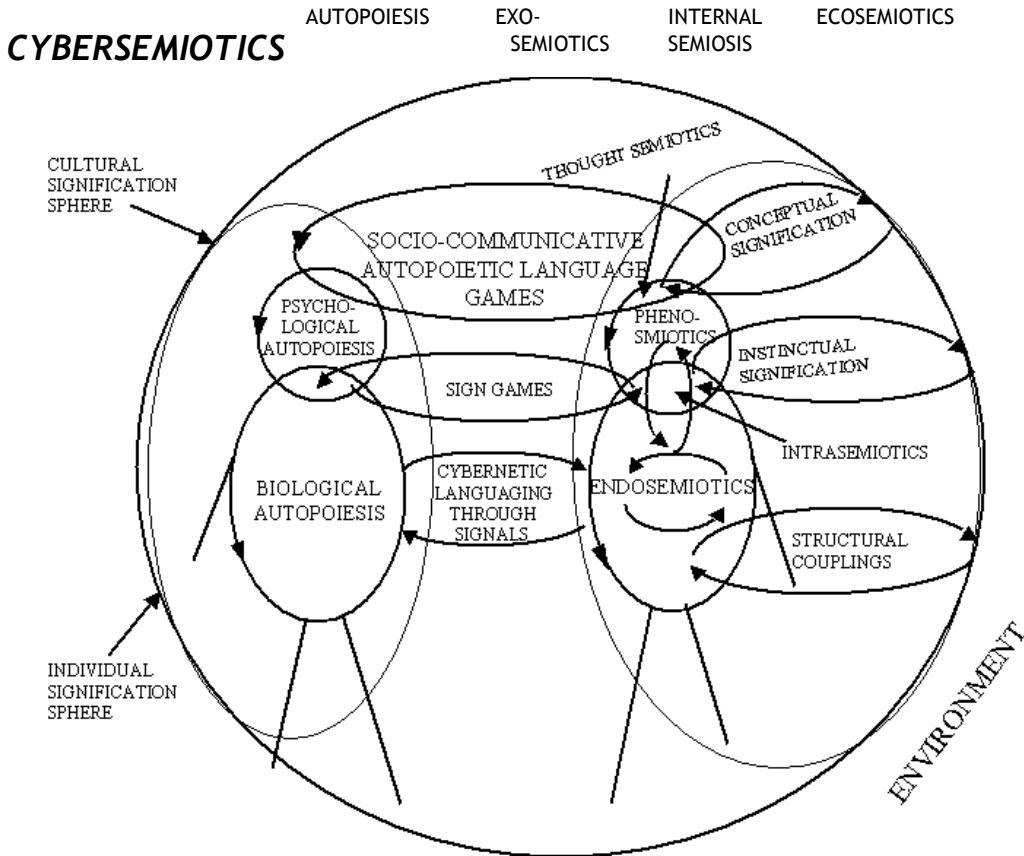 AUTOPOIESIS
EXO-
SEMIOTICS
INTERNAL
SEMIOSIS
ECOSEMIOTICS
CYBERSEMIOTICS
CULTURAL
SIGNIFICATION
SPHERE
THOUGHT SEMIOTICS
CONCEPTUAL
SIGNIFICATION
SOCIO-COMMUNICATIVE
AUTOPOIETIC LANGUAGE
GAMES
PSYCHO-
LOGICAL
AUTOPOIESIS
PHENO-
SMIOTICS
INSTINCTUAL
SIGNIFICATION
SIGN GAMES
INTRASEMIOTICS
BIOLOGICAL
AUTOPOIESIS
CYBERNETIC
LANGUAGING
THROUGH
SIGNALS
ENDOSEMIOTICS
STRUCTURAL
COUPLINGS
INDIVIDUAL
SIGNIFICATION
SPHERE
ENVIRONMENT